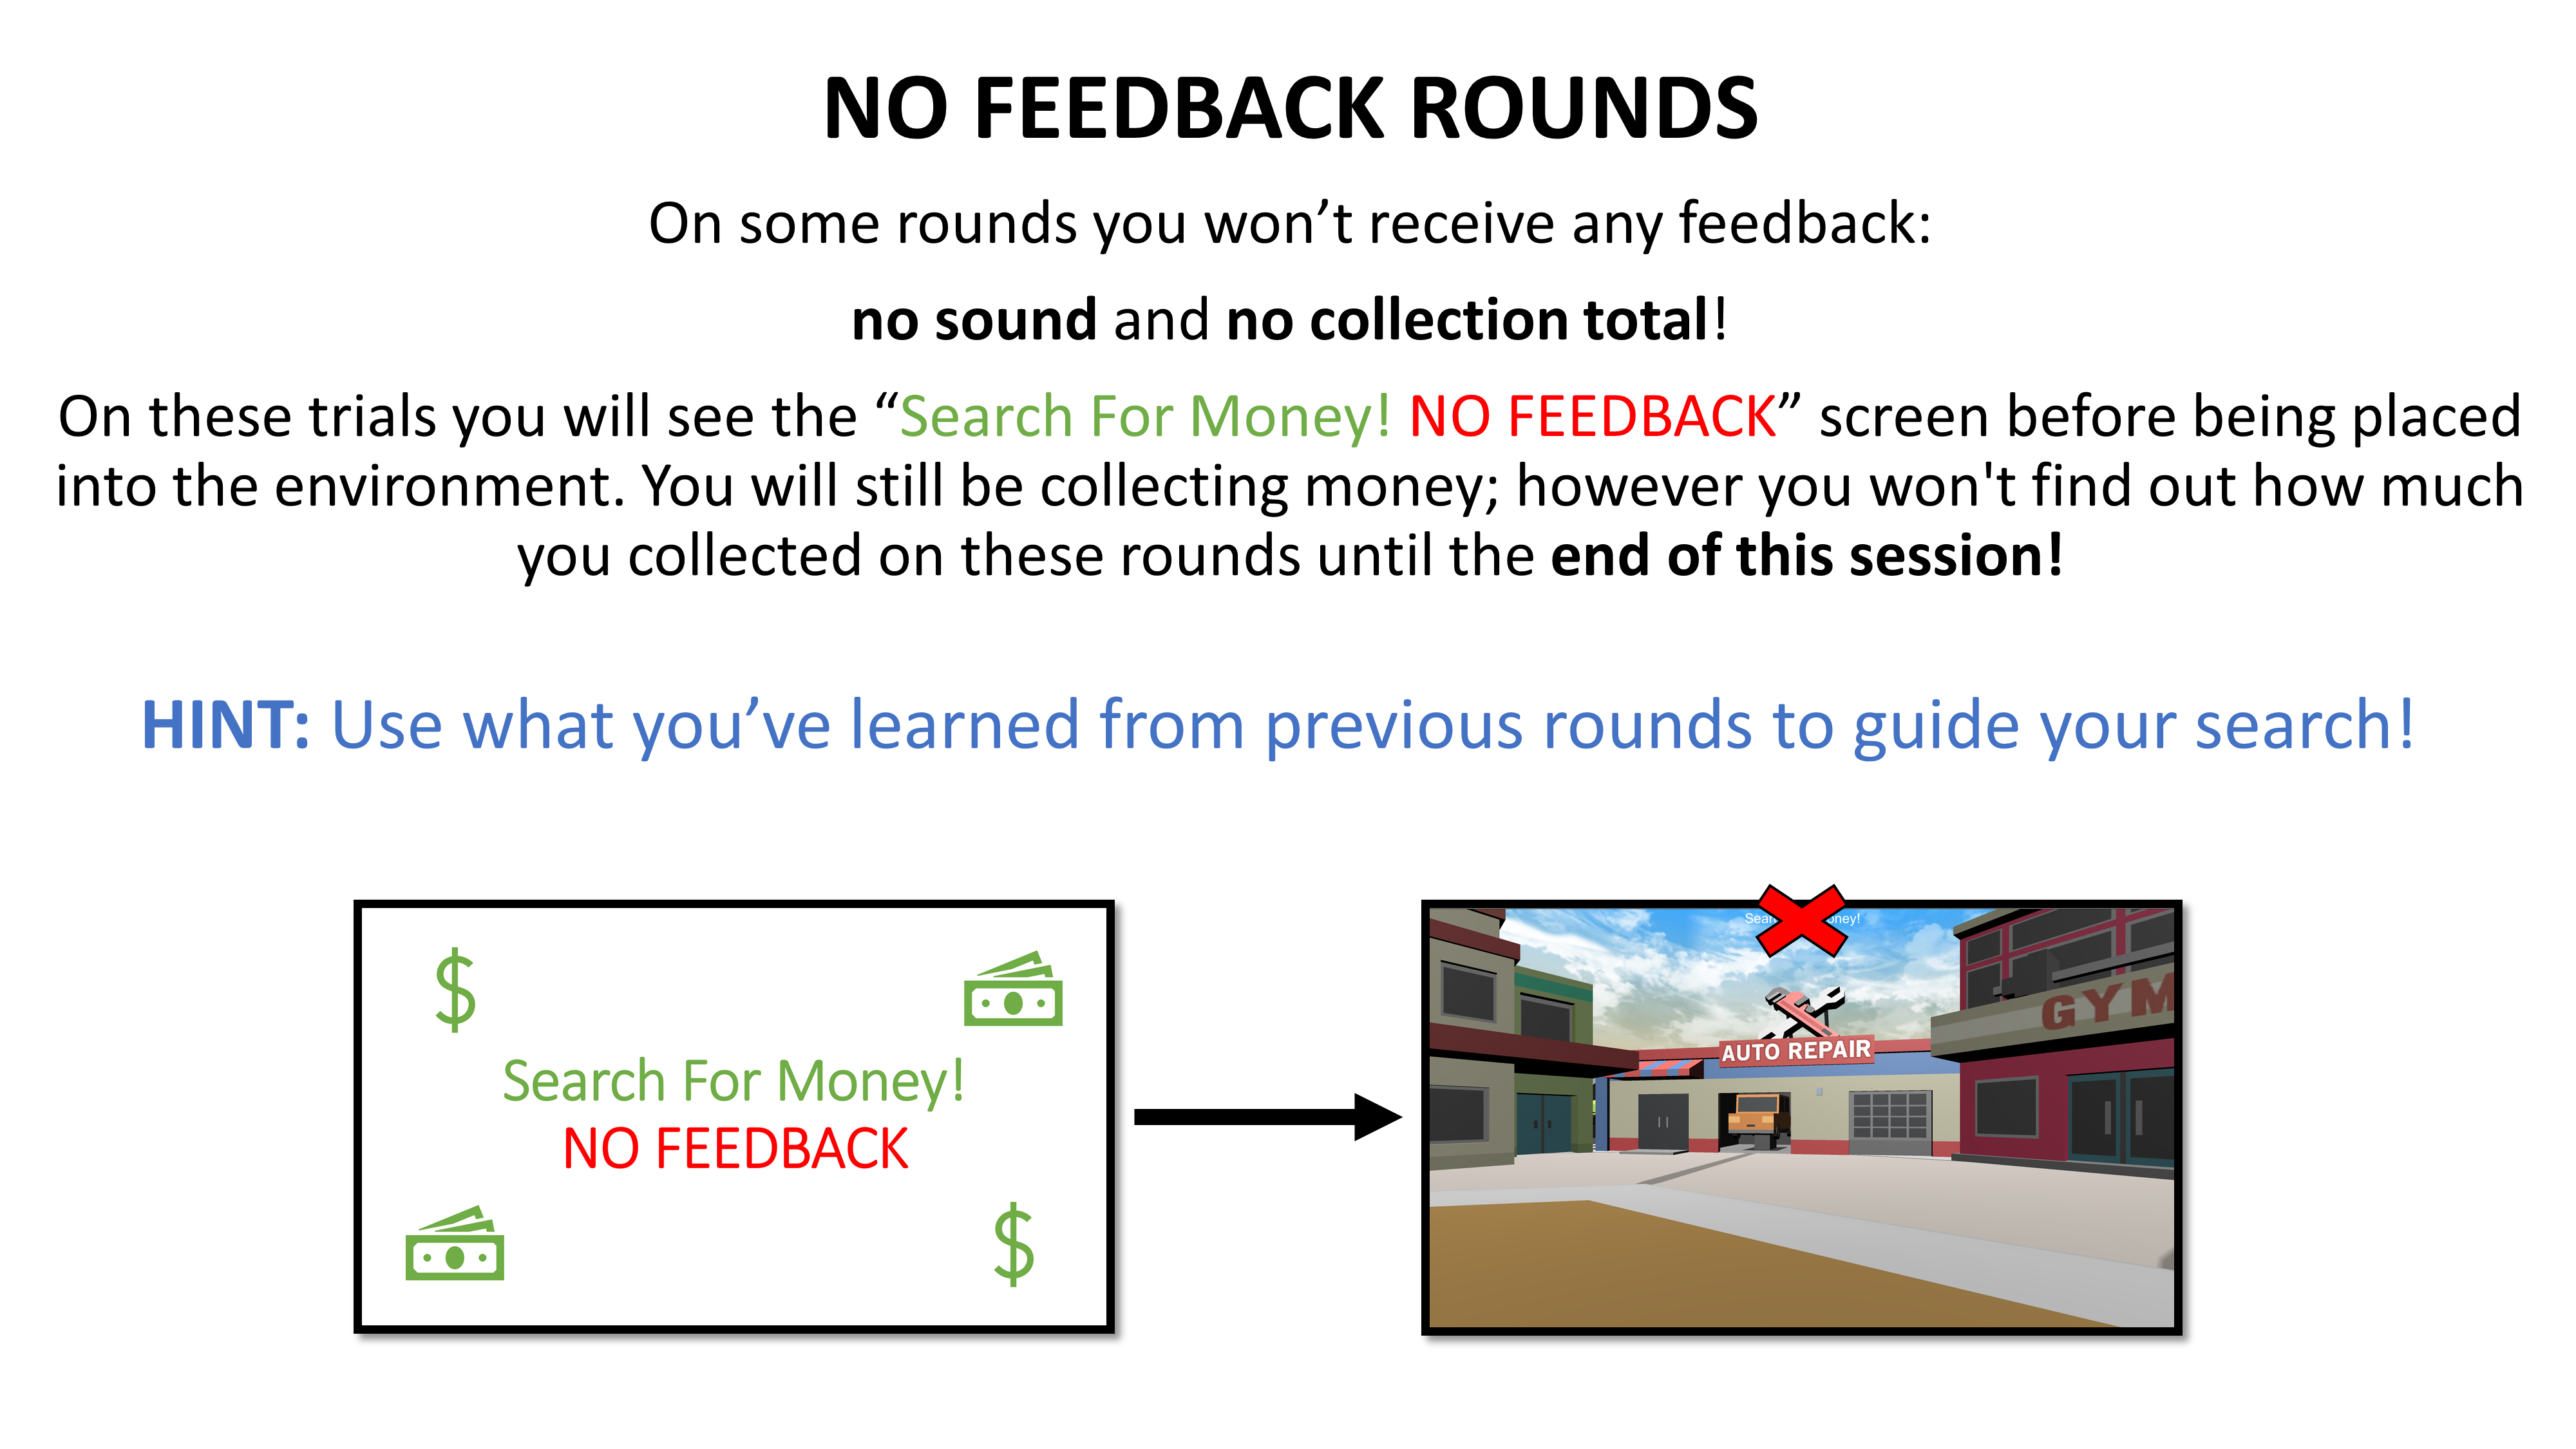 NO FEEDBACK ROUNDS
On some rounds you won’t receive any feedback:
no sound and no collection total!
On these trials you will see the “Search For Money! NO FEEDBACK” screen before being placed
into the environment. You will still be collecting money; however you won't find out how much
you collected on these rounds until the end of this session!
HINT: Use what you’ve learned from previous rounds to guide your search!
$
Search For Money!
NO FEEDBACK
$
AUTO REPAIR
GYM